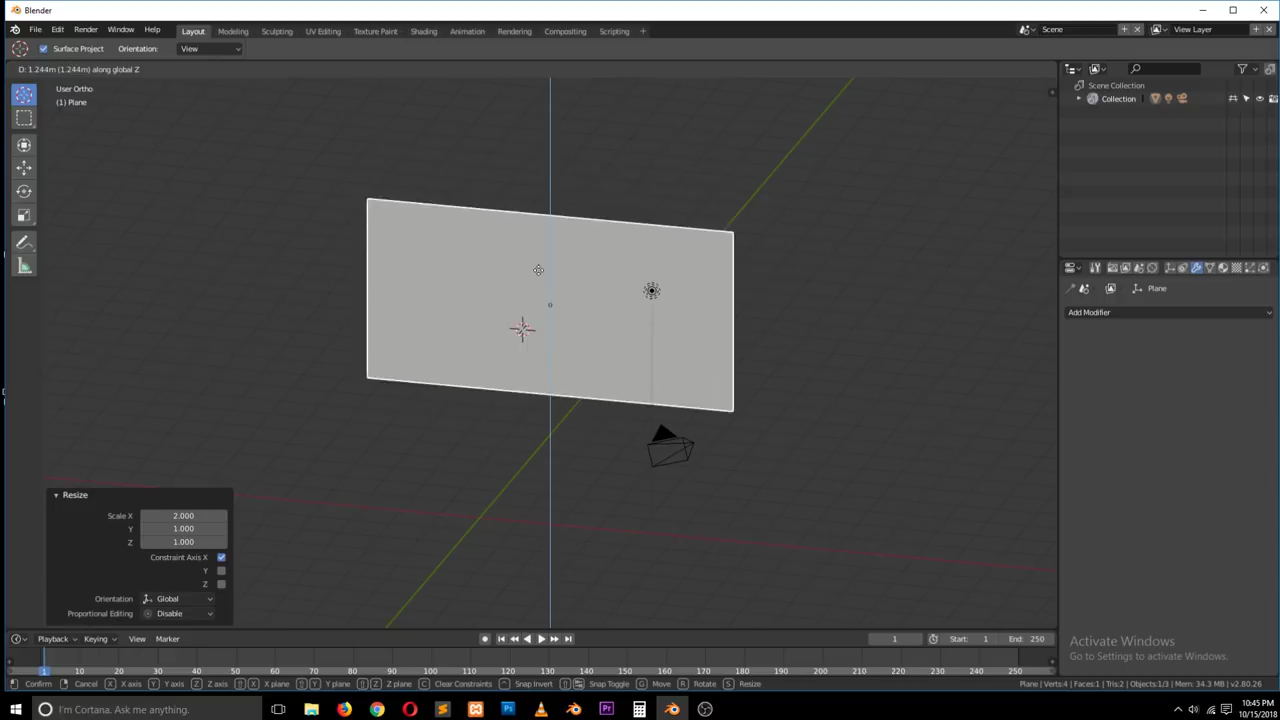 Blender
File Edit Render Window Help
Layout Modeling Sculpting UV Editing Texture Paint Shading Animation Rendering Compositing Scripting +
Scene
View Layer
Surface Project Orientation: View
D: 1.244m (1.244m) along global Z
User Ortho
(1) Plane
Scene Collection
Collection
Plane
Add Modifier
Resize
Scale X 2.000
Y 1.000
Z 1.000
Constraint Axis X
Y
Z
Orientation Global
Proportional Editing Disable
Activate Windows
Go to Settings to activate Windows.
Playback Keying View Marker
1
Start: 1 End: 250
1 10 20 30 40 50 60 70 80 90 100 110 120 130 140 150 160 170 180 190 200 210 220 230 240 250
Confirm Cancel X X axis Y Y axis Z Z axis X X plane Y Y plane Z Z plane C Clear Constraints Snap Invert Snap Toggle G Move R Rotate S Resize
Plane | Verts:4 | Faces:1 | Tris:2 | Objects:1/3 | Mem: 34.3 MB | v2.80.26
I'm Cortana. Ask me anything.
10:45 PM
10/15/2018